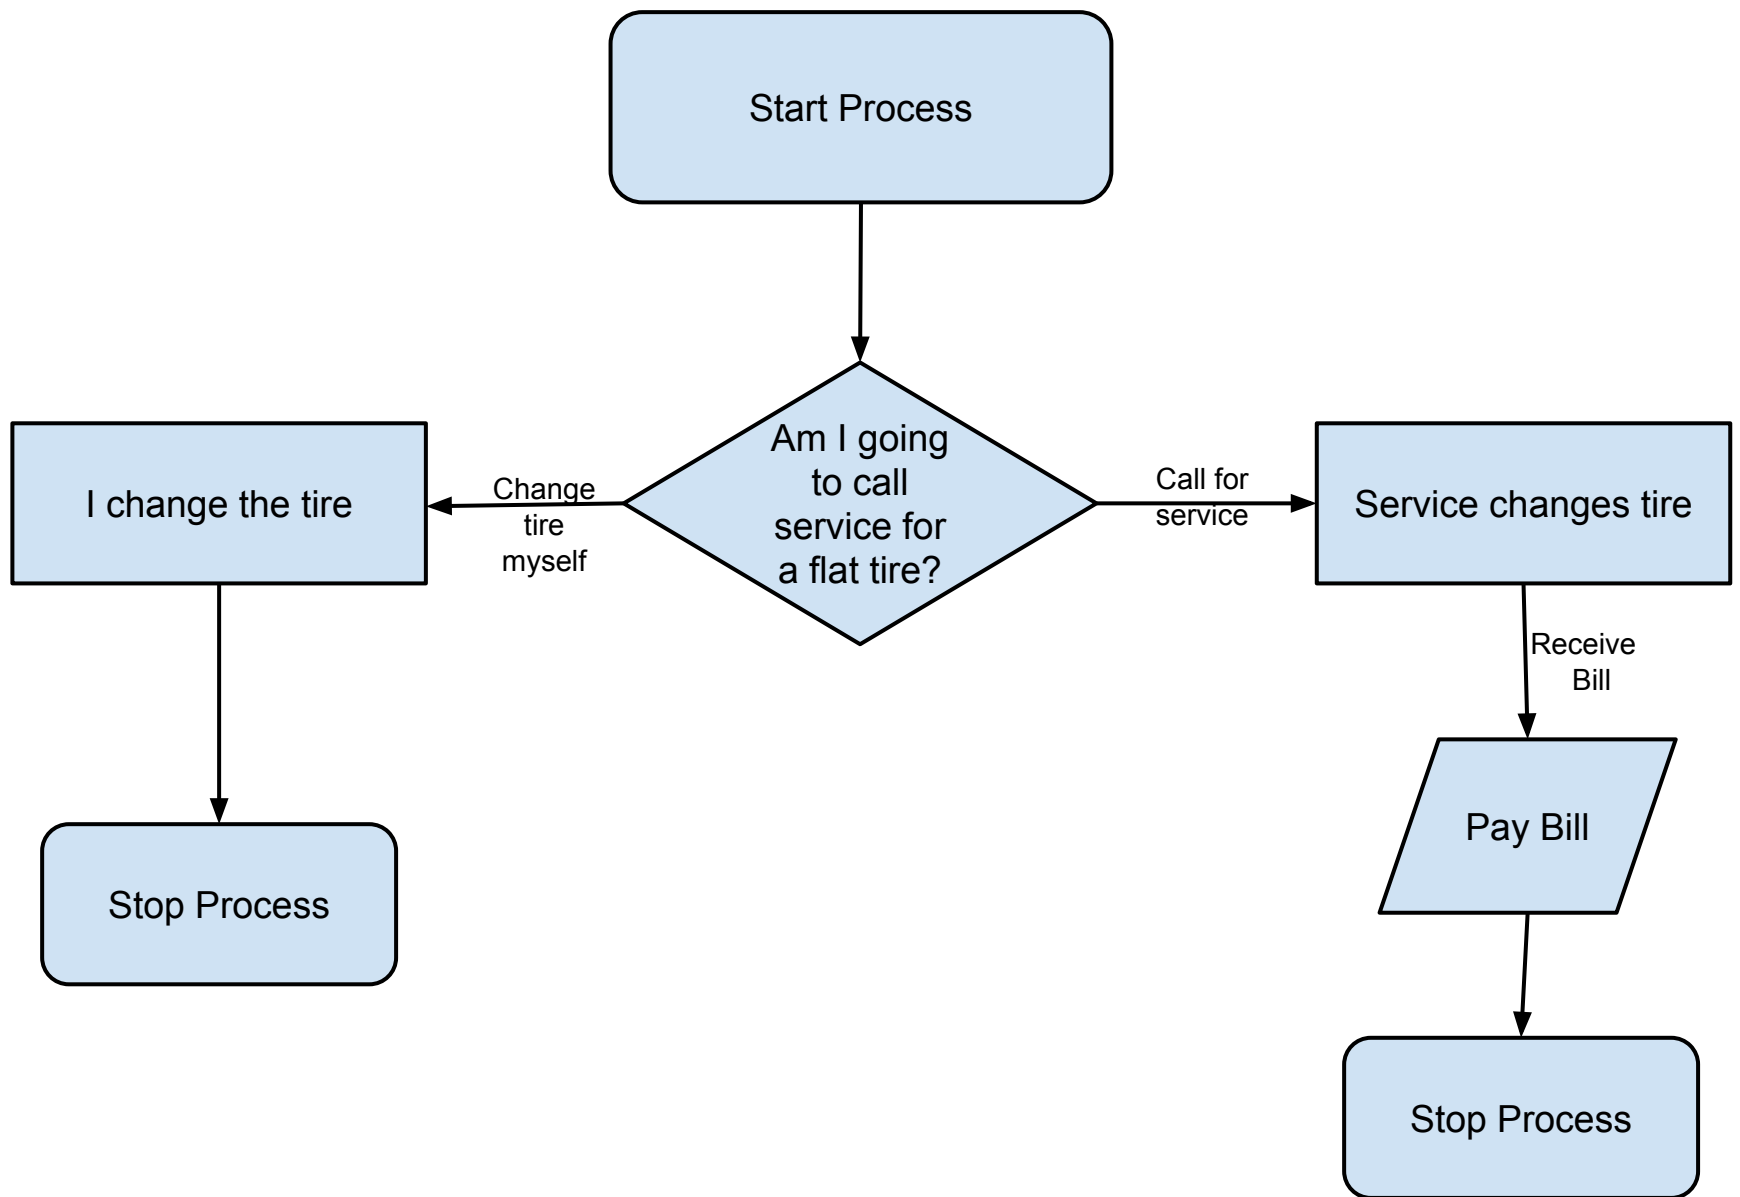 Start Process
Am I going
to call
service for
a flat tire?
Change
tire
myself
I change the tire
Stop Process
Call for
service
Service changes tire
Receive
Bill
Pay Bill
Stop Process